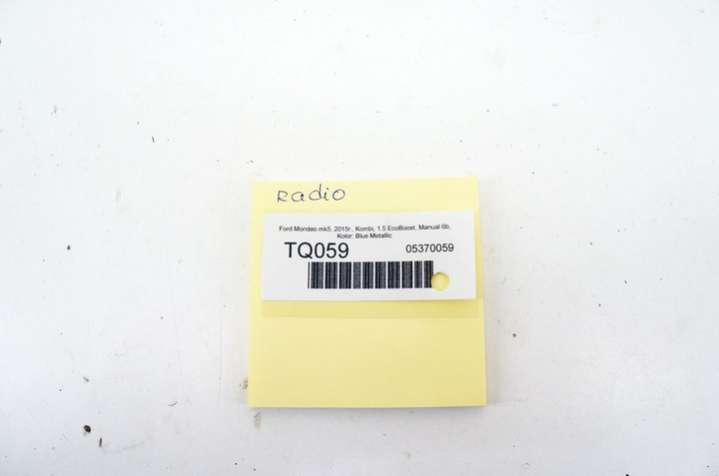 Radio
Ford Mondeo mk5, 2015r., Kombi, 1.5 EcoBoost, Manual 6b,
Kolor: Blue Metallic
TQ059
05370059